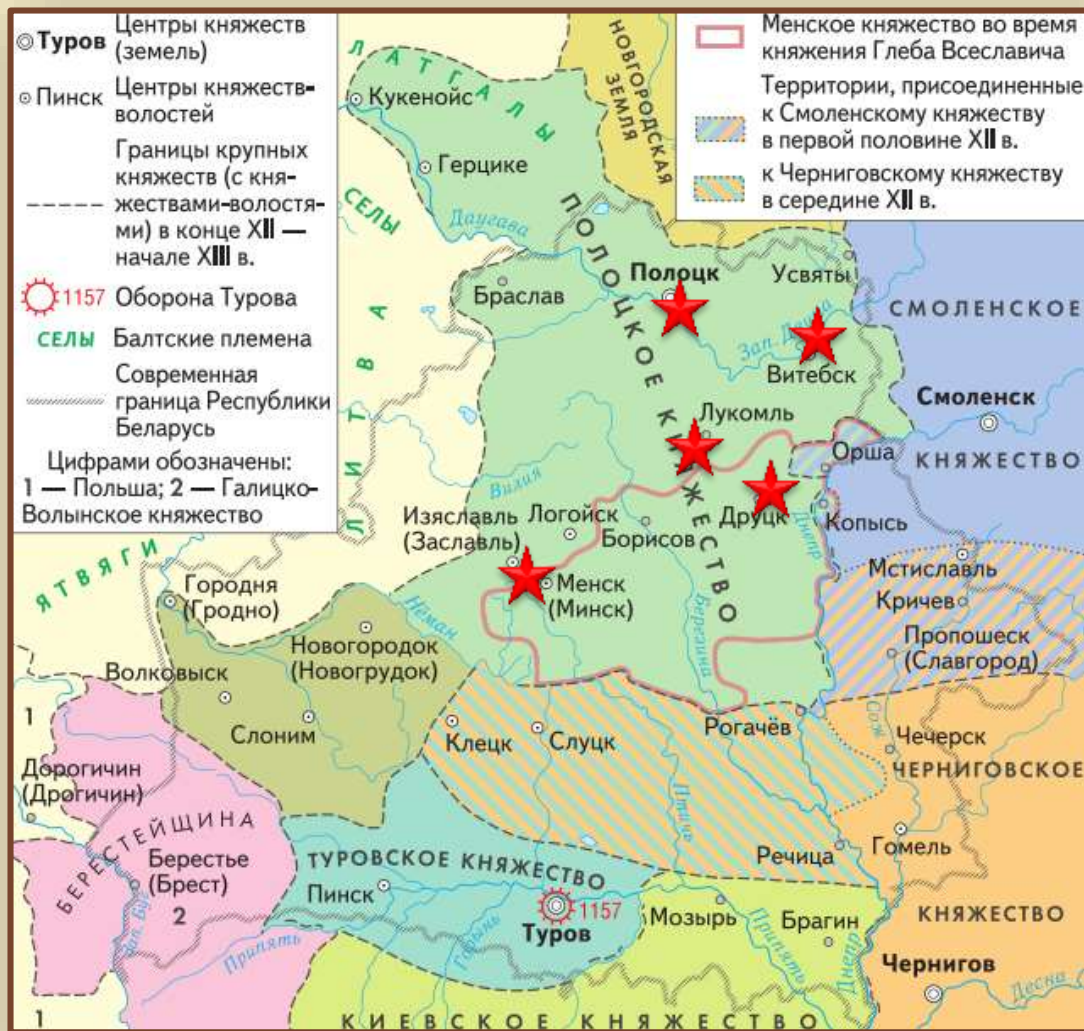 Туров Центры княжеств
(земель)
Пинск Центры княжеств-
волостей
Границы крупных
княжеств (с кня-
жествами-волостя-
ми) в конце XII —
начале XIII в.
1157 Оборона Турова
СЕЛЫ Балтские племена
Современная
граница Республики
Беларусь
Цифрами обозначены:
1 — Польша; 2 — Галицко-
Волынское княжество
Менское княжество во время
княжения Глеба Всеславича
Территории, присоединенные
к Смоленскому княжеству
в первой половине XII в.
к Черниговскому княжеству
в середине XII в.
ЛАТГАЛЫ
НОВГОРОДСКАЯ
ЗЕМЛЯ
Кукенойс
Герцике
СЕЛЫ
Даугава
ПОЛОЦКОЕ КНЯЖЕСТВО
Полоцк
Усвяты
Браслав
СМОЛЕНСКОЕ
КНЯЖЕСТВО
Зап. Двина
Витебск
ЛИТВА
Лукомль
Смоленск
Орша
Вилия
Изяславль
(Заславль)
Логойск
Борисов
Друцк
Днепр
Копысь
ЯТВЯГИ
Менск
(Минск)
Мстиславль
Городня
(Гродно)
Кричев
Неман
Березина
Новогородок
(Новогрудок)
Пропошеск
(Славгород)
Волковыск
Слоним
Рогачёв
Сож
1
Клецк
Слуцк
Чечерск
Дорогичин
(Дрогичин)
ЧЕРНИГОВСКОЕ
КНЯЖЕСТВО
БЕРЕСТЕЙЩИНА
Птичь
Берестье
(Брест)
ТУРОВСКОЕ КНЯЖЕСТВО
Речица
Гомель
Пинск
2
1157
Туров
Мозырь
Брагин
Зап. Буг
Припять
Горынь
Припять
Днепр
Чернигов
Десна
1
КИЕВСКОЕ КНЯЖЕСТВО